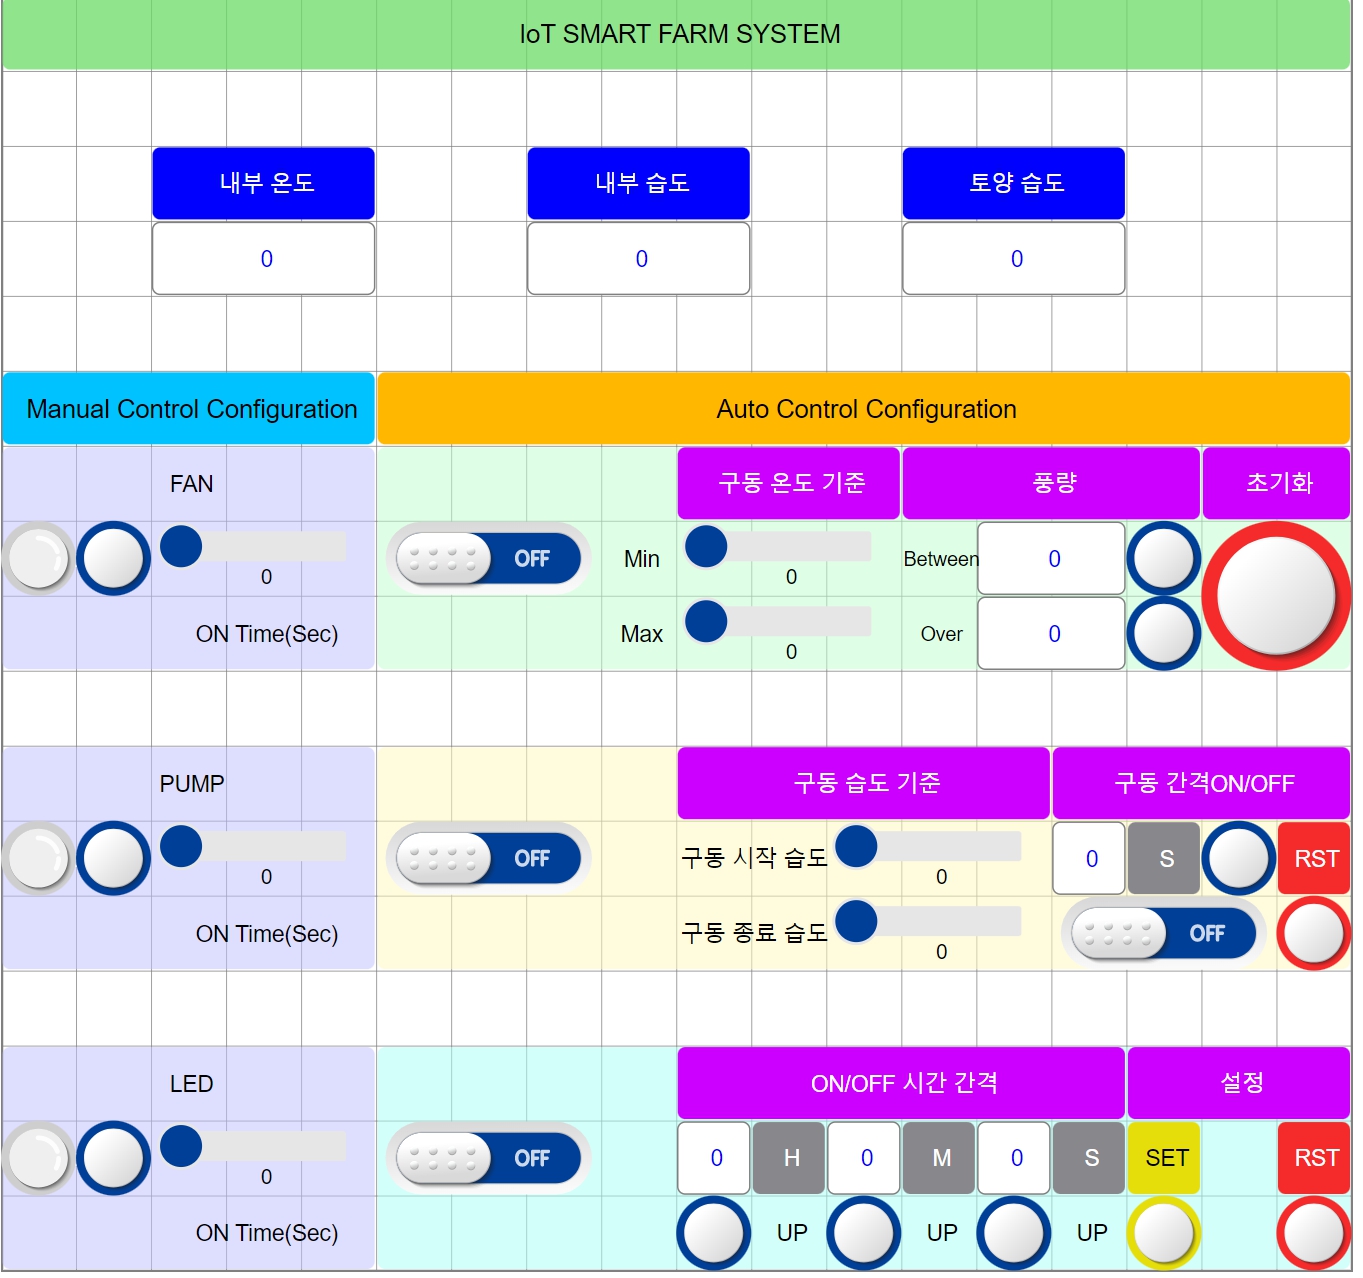 IoT SMART FARM SYSTEM
내부 온도
내부 습도
토양 습도
0
0
0
Manual Control Configuration
Auto Control Configuration
FAN
구동 온도 기준
풍량
초기화
0
OFF
Min
0
Between
0
ON Time(Sec)
Max
0
Over
0
PUMP
구동 습도 기준
구동 간격ON/OFF
0
OFF
구동 시작 습도
0
0
S
RST
ON Time(Sec)
구동 종료 습도
0
OFF
LED
ON/OFF 시간 간격
설정
0
OFF
0
H
0
M
0
S
SET
RST
ON Time(Sec)
UP
UP
UP